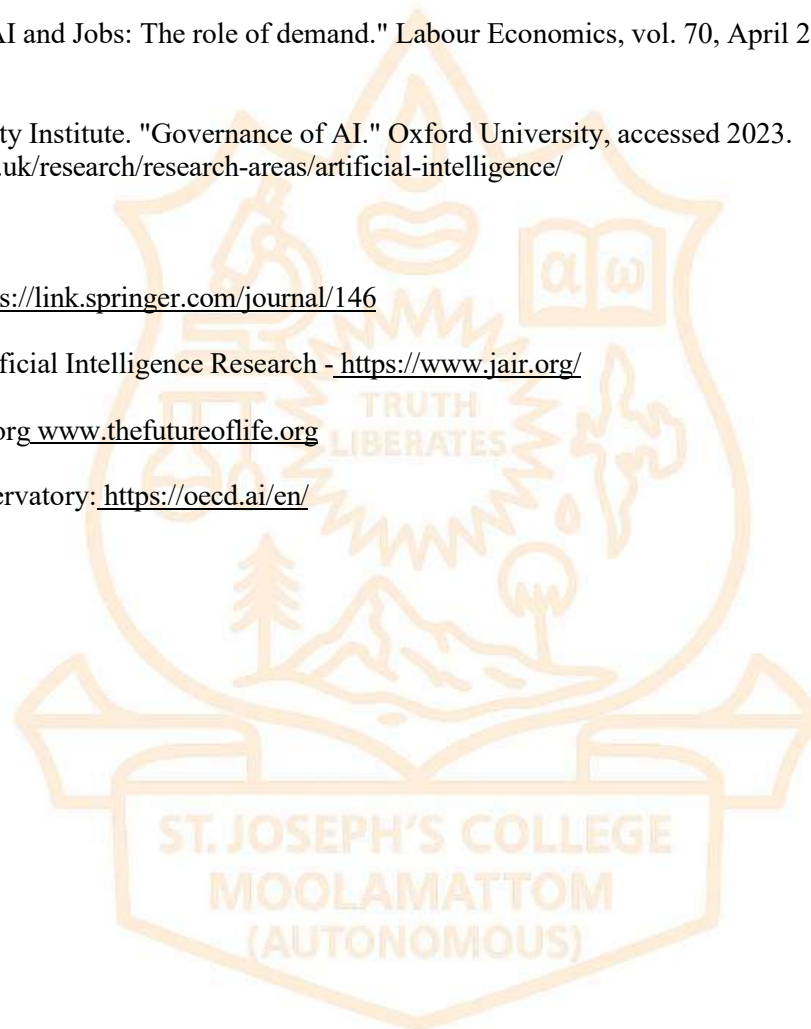 AI and Jobs: The role of demand." Labour Economics, vol. 70, April 2
ty Institute. "Governance of AI." Oxford University, accessed 2023.
.uk/research/research-areas/artificial-intelligence/
s://link.springer.com/journal/146
ficial Intelligence Research - https://www.jair.org/
org www.thefutureoflife.org
ervatory: https://oecd.ai/en/
α ω
TRUTH
LIBERATES
ST. JOSEPH'S COLLEGE
MOOLAMATTOM
(AUTONOMOUS)